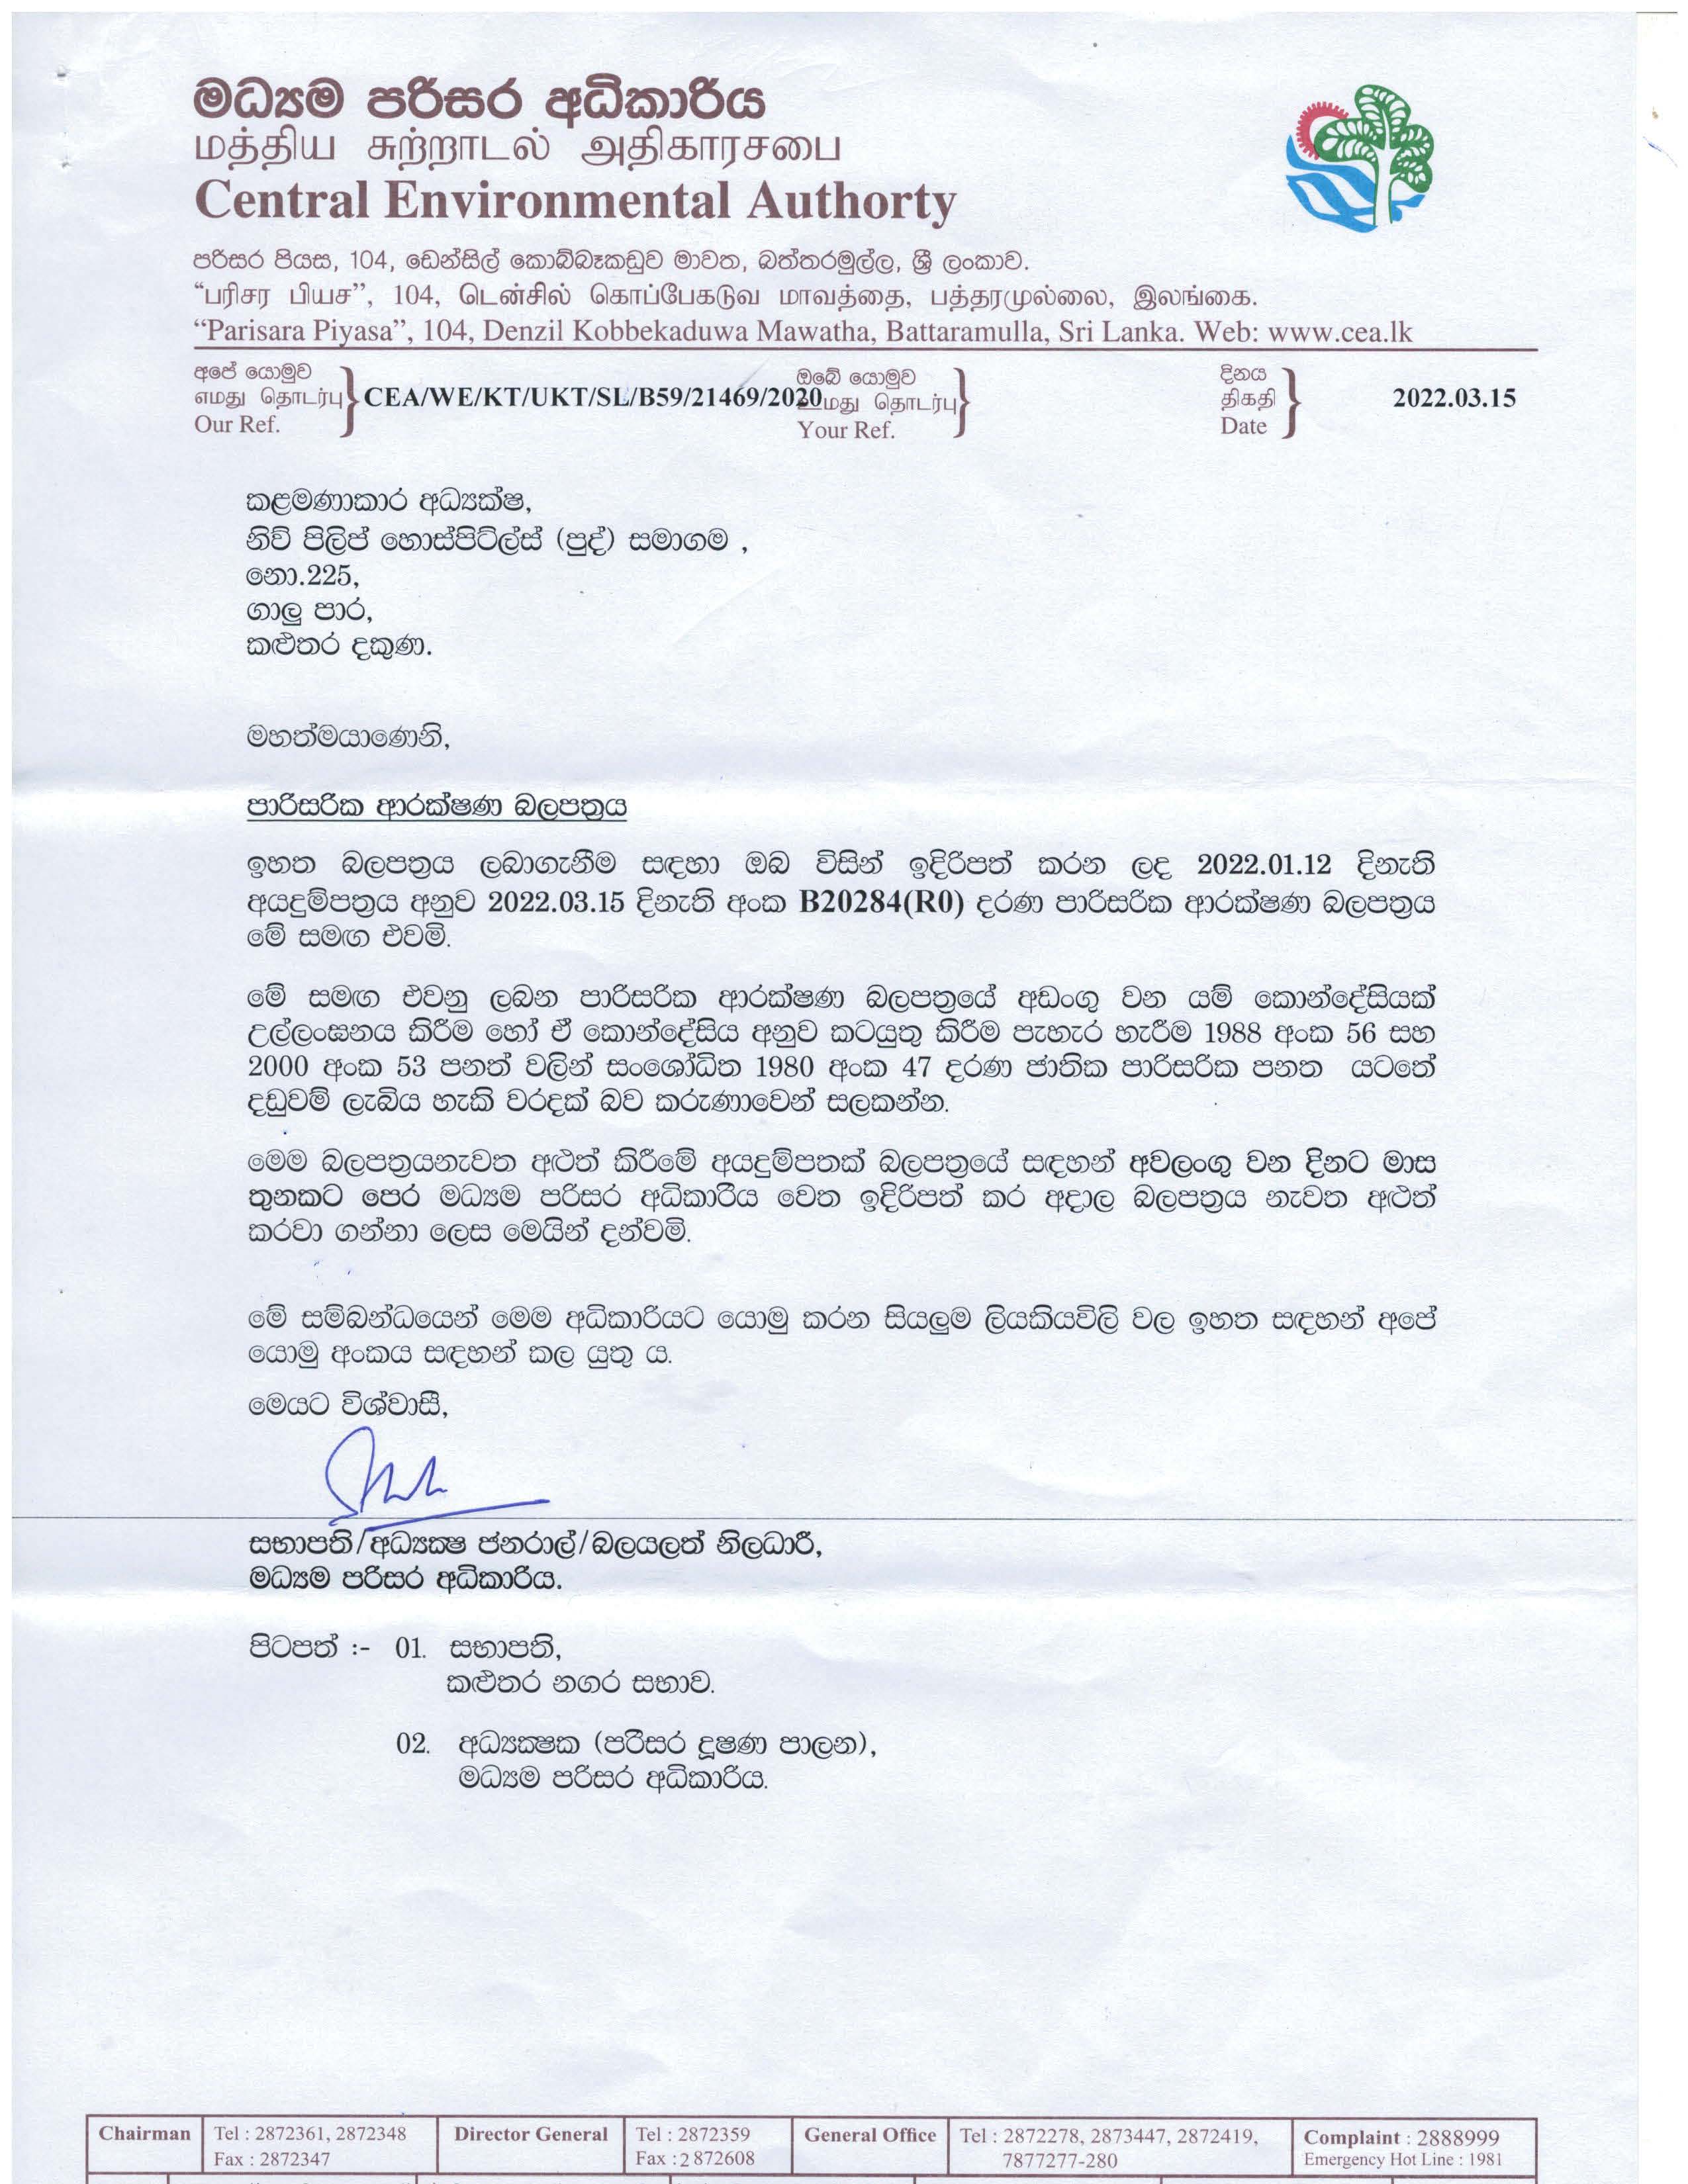 මධ්‍යම පරිසර අධිකාරිය
மத்திய சுற்றாடல் அதிகாரசபை
Central Environmental Authorty
පරිසර පියස, 104, ඩෙන්සිල් කොබ්බෑකඩුව මාවත, බත්තරමුල්ල, ශ්‍රී ලංකාව.
“பரிசர பியச”, 104, டென்சில் கொப்பேகடுவ மாவத்தை, பத்தரமுல்லை, இலங்கை.
“Parisara Piyasa”, 104, Denzil Kobbekaduwa Mawatha, Battaramulla, Sri Lanka. Web: www.cea.lk
අපේ යොමුව
எமது தொடர்பு
Our Ref.
CEA/WE/KT/UKT/SL/B59/21469/2020
ඔබේ යොමුව
உமது தொடர்பு
Your Ref.
දිනය
திகதி
Date
2022.03.15
කළමණාකාර අධ්‍යක්ෂ,
නිව් පිලිප් හොස්පිට්ල්ස් (පුද්) සමාගම ,
නො.225,
ගාලු පාර,
කළුතර දකුණ.
මහත්මයාණෙනි,
පාරිසරික ආරක්ෂණ බලපත්‍රය
ඉහත බලපත්‍රය ලබාගැනීම සඳහා ඔබ විසින් ඉදිරිපත් කරන ලද 2022.01.12 දිනැති
අයදුම්පත්‍රය අනුව 2022.03.15 දිනැති අංක B20284(R0) දරණ පාරිසරික ආරක්ෂණ බලපත්‍රය
මේ සමඟ එවමි.
මේ සමඟ එවනු ලබන පාරිසරික ආරක්ෂණ බලපත්‍රයේ අඩංගු වන යම් කොන්දේසියක්
උල්ලංඝනය කිරීම හෝ ඒ කොන්දේසිය අනුව කටයුතු කිරීම පැහැර හැරීම 1988 අංක 56 සහ
2000 අංක 53 පනත් වලින් සංශෝධිත 1980 අංක 47 දරණ ජාතික පාරිසරික පනත යටතේ
දඬුවම් ලැබිය හැකි වරදක් බව කරුණාවෙන් සලකන්න.
මෙම බලපත්‍රයනැවත අළුත් කිරීමේ අයදුම්පතක් බලපත්‍රයේ සඳහන් අවලංගු වන දිනට මාස
තුනකට පෙර මධ්‍යම පරිසර අධිකාරිය වෙත ඉදිරිපත් කර අදාල බලපත්‍රය නැවත අළුත්
කරවා ගන්නා ලෙස මෙයින් දන්වමි.
මේ සම්බන්ධයෙන් මෙම අධිකාරියට යොමු කරන සියලුම ලියකියවිලි වල ඉහත සඳහන් අපේ
යොමු අංකය සඳහන් කල යුතු ය.
මෙයට විශ්වාසී,
සභාපති/අධ්‍යක්‍ෂ ජනරාල්/බලයලත් නිලධාරී,
මධ්‍යම පරිසර අධිකාරිය.
පිටපත් :- 01. සභාපති,
කළුතර නගර සභාව.
02. අධ්‍යක්‍ෂක (පරිසර දූෂණ පාලන),
මධ්‍යම පරිසර අධිකාරිය.
Chairman
Tel : 2872361, 2872348
Fax : 2872347
Director General
Tel : 2872359
Fax : 2872608
General Office
Tel : 2872278, 2873447, 2872419,
7877277-280
Complaint : 2888999
Emergency Hot Line : 1981